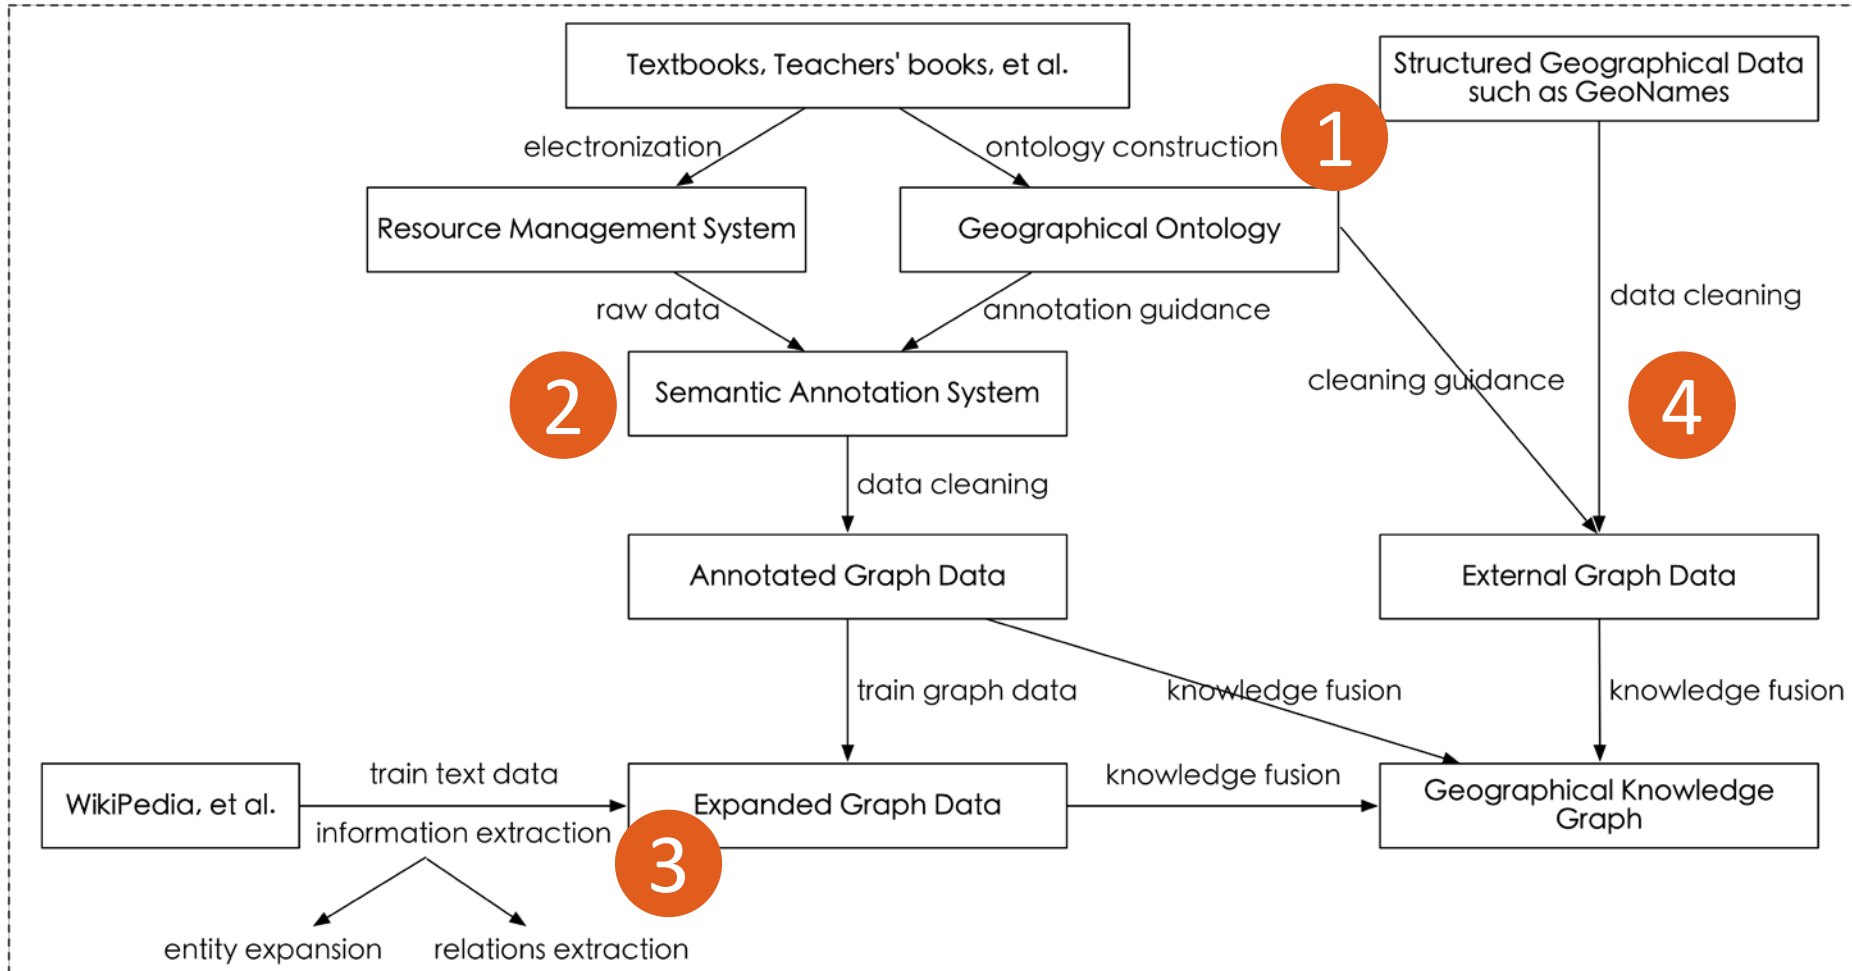 Textbooks, Teachers' books, et al.
Structured Geographical Data
such as GeoNames
1
electronization
ontology construction
Resource Management System
Geographical Ontology
raw data
annotation guidance
data cleaning
2
Semantic Annotation System
cleaning guidance
4
data cleaning
Annotated Graph Data
External Graph Data
train graph data
knowledge fusion
knowledge fusion
WikiPedia, et al.
train text data
information extraction
Expanded Graph Data
knowledge fusion
Geographical Knowledge
Graph
3
entity expansion
relations extraction